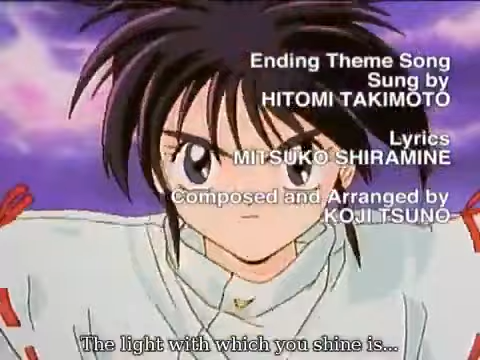 Ending Theme Song
Sung by
HITOMI TAKIMOTO
Lyrics
MITSUKO SHIRAMINE
Composed and Arranged by
KOJI TSUNO
The light with which you shine is...